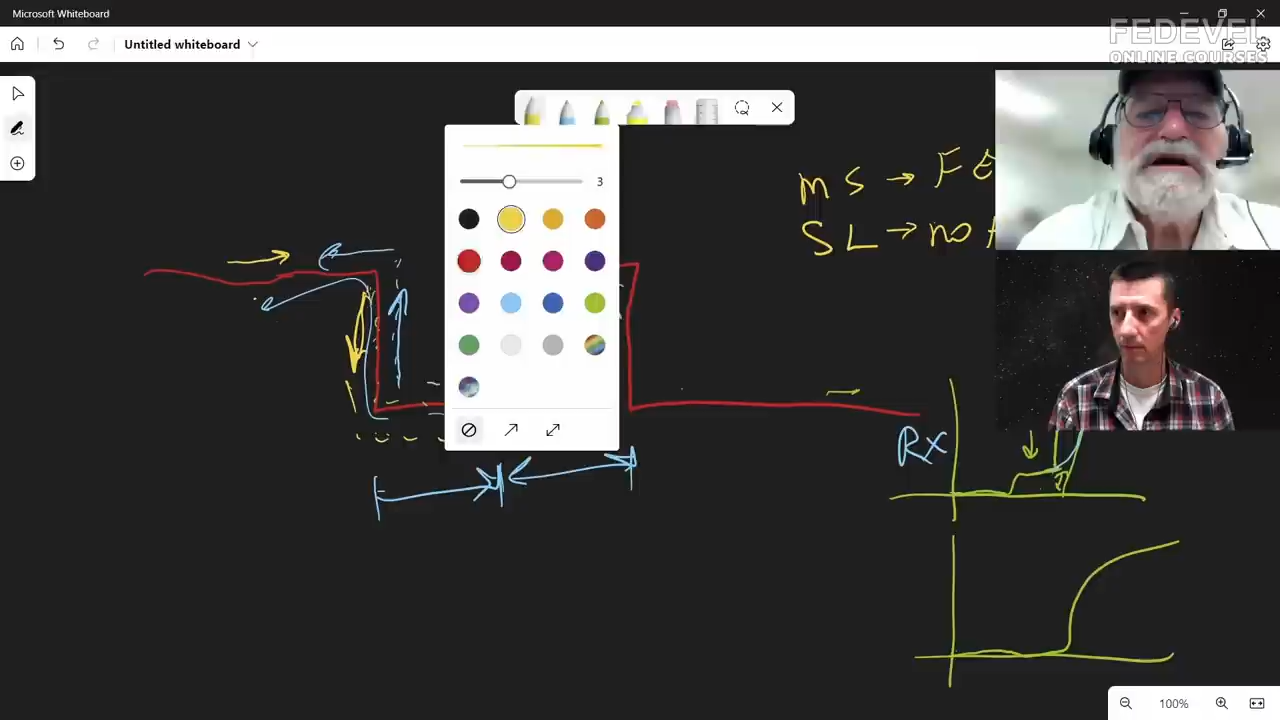 Microsoft Whiteboard
FEDEVEL
ONLINE COURSES
Untitled whiteboard
3
MS → FE
SL → no
RX
100%